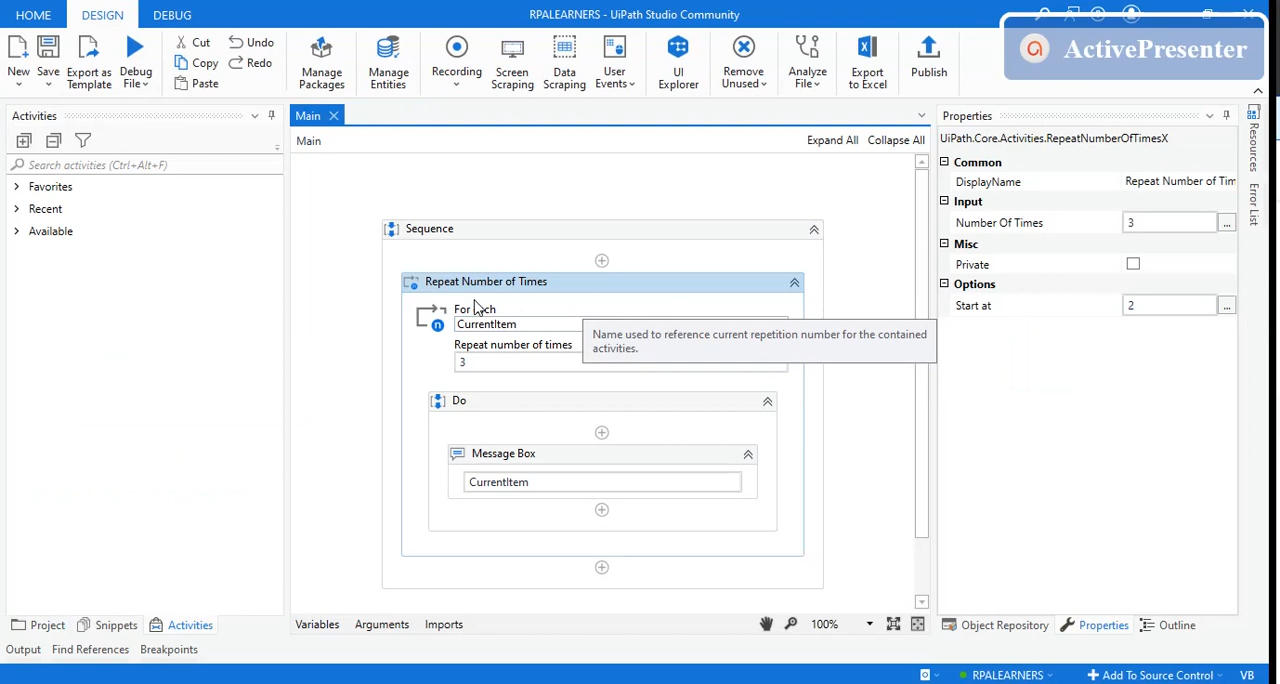 HOME DESIGN DEBUG RPALEARNERS - UiPath Studio Community
ActivePresenter
New Save Export as Template Debug File Cut Copy Paste Undo Redo Manage Packages Manage Entities Recording Screen Scraping Data Scraping User Events UI Explorer Remove Unused Analyze File Export to Excel Publish
Activities
Search activities (Ctrl+Alt+F)
Favorites
Recent
Available
Main
Main Expand All Collapse All
Sequence
Repeat Number of Times
For Each
CurrentItem
Repeat number of times
3
Name used to reference current repetition number for the contained
activities.
Do
Message Box
CurrentItem
Properties
UiPath.Core.Activities.RepeatNumberOfTimesX
Common
DisplayName Repeat Number of Tim
Input
Number Of Times 3 ...
Misc
Private
Options
Start at 2 ...
Resources
Error List
Project Snippets Activities
Variables Arguments Imports 100%
Object Repository Properties Outline
Output Find References Breakpoints
RPALEARNERS Add To Source Control VB